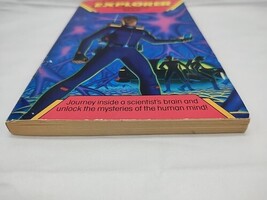 EXPLORER
Journey inside a scientist's brain and
unlock the mysteries of the human mind!